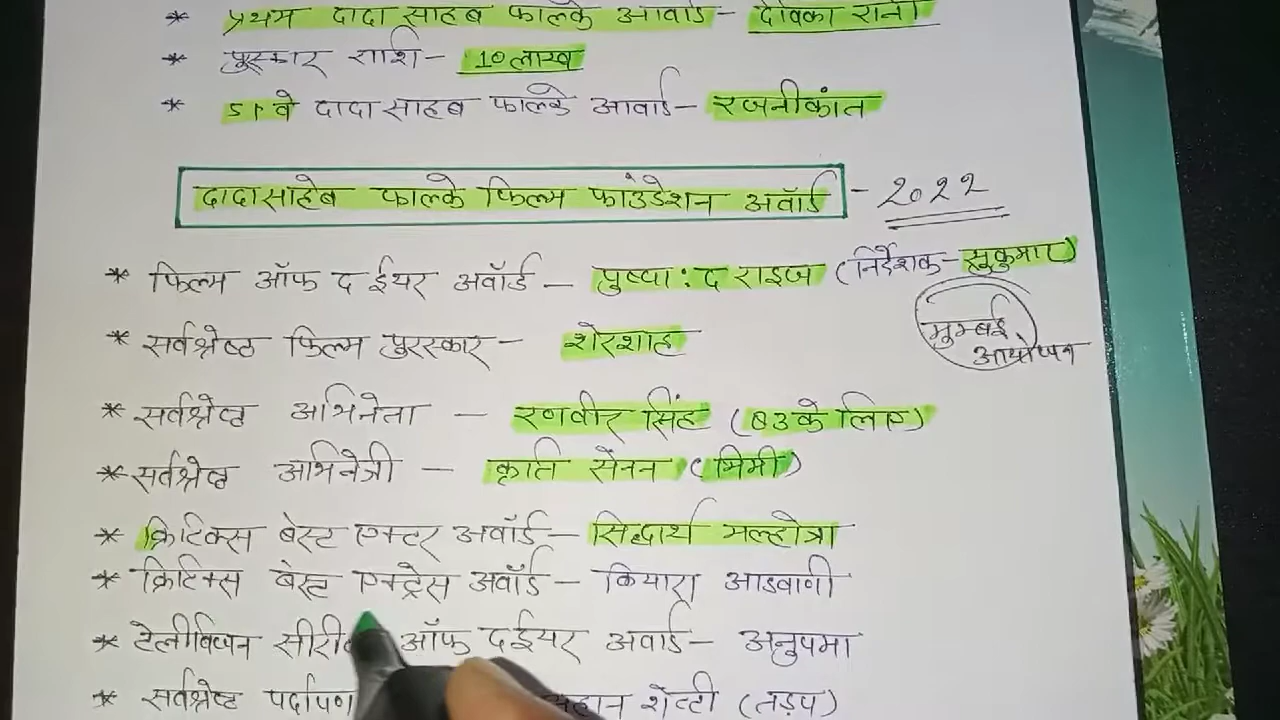 * प्रथम दादा साहब फाल्के आवार्ड - देविका रानी
* पुरस्कार राशि - 10 लाख
* 51 वे दादा साहब फाल्के आवार्ड - रजनीकांत
दादासाहेब फाल्के फिल्म फांउडेशन अवॉर्ड - 2022
* फिल्म ऑफ द ईयर अवॉर्ड - पुष्पा : द राइज (निर्देशक - सुकुमार)
* सर्वश्रेष्ठ फिल्म पुरस्कार - शेरशाह
मुम्बई
आयोजन
* सर्वश्रेष्ठ अभिनेता - रणवीर सिंह (83 के लिए)
* सर्वश्रेष्ठ अभिनेत्री - कृति सेनन (मिमी)
* क्रिटिक्स बेस्ट एक्टर अवॉर्ड - सिद्धार्थ मल्होत्रा
* क्रिटिक्स बेस्ट एक्ट्रेस अवॉर्ड - कियारा आडवाणी
* टेलीविजन ऑफ द ईयर अवार्ड - अनुपमा
* सर्वश्रेष्ठ शेट्टी (तड़प)